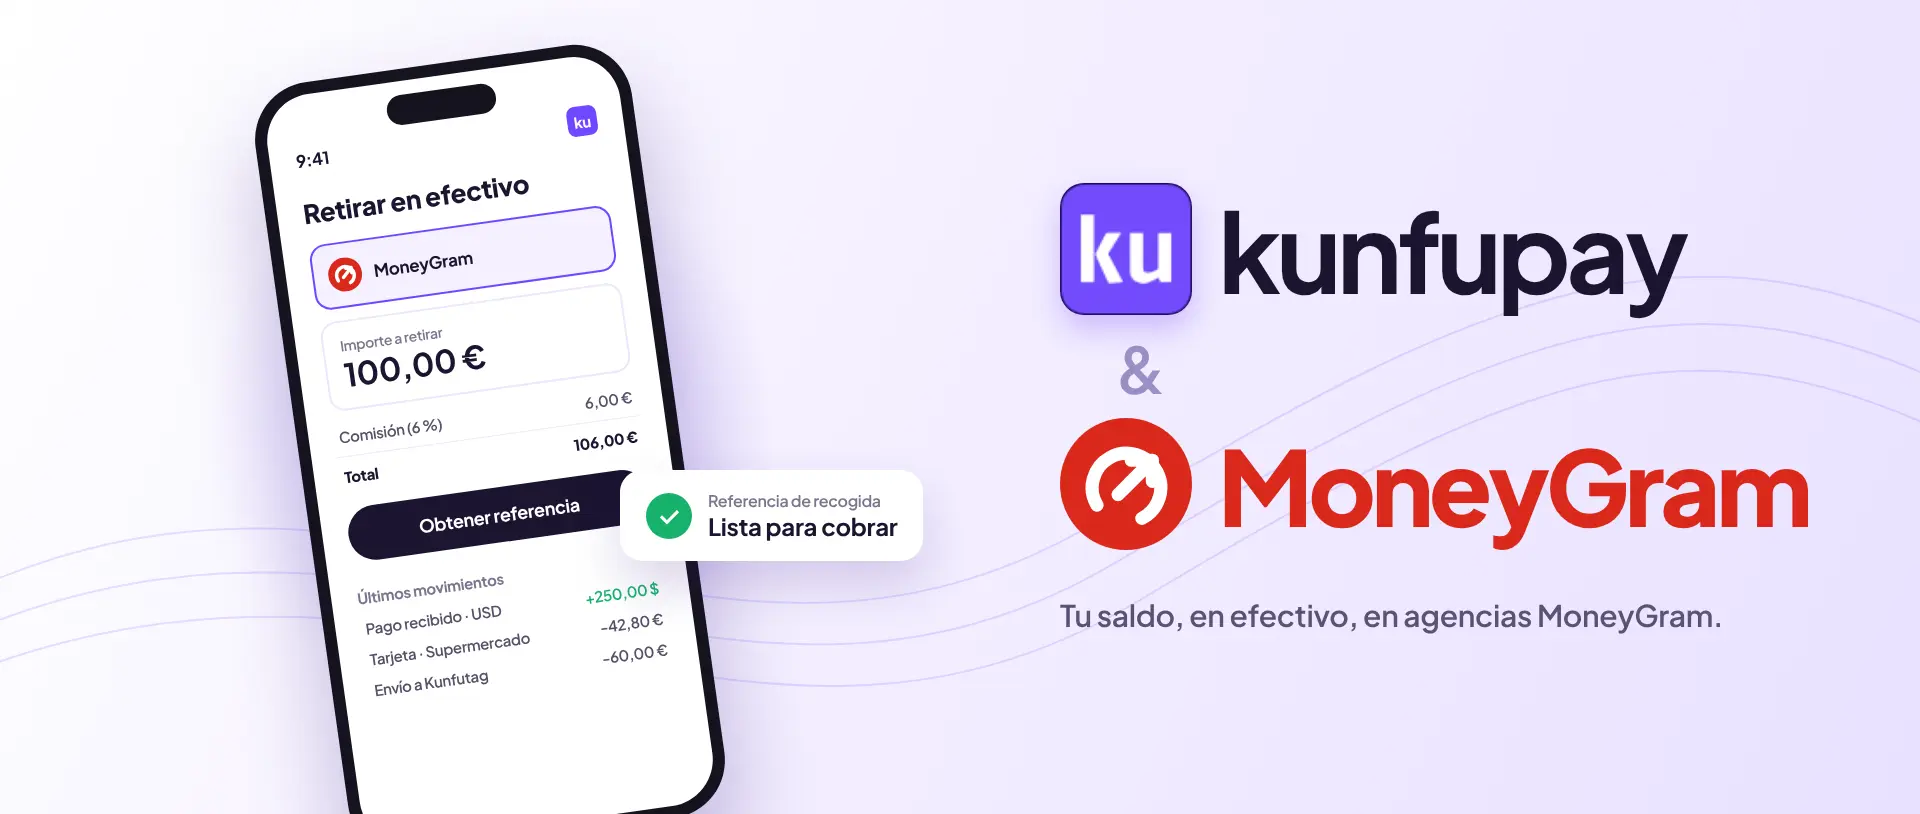 9:41
ku
Retirar en efectivo
MoneyGram
Importe a retirar
100,00 €
Comisión (6 %)
6,00 €
Total
106,00 €
Obtener referencia
Referencia de recogida
Lista para cobrar
Últimos movimientos
Pago recibido · USD
+250,00 $
Tarjeta · Supermercado
-42,80 €
Envío a Kunfutag
-60,00 €
ku kunfupay
&
MoneyGram
Tu saldo, en efectivo, en agencias MoneyGram.